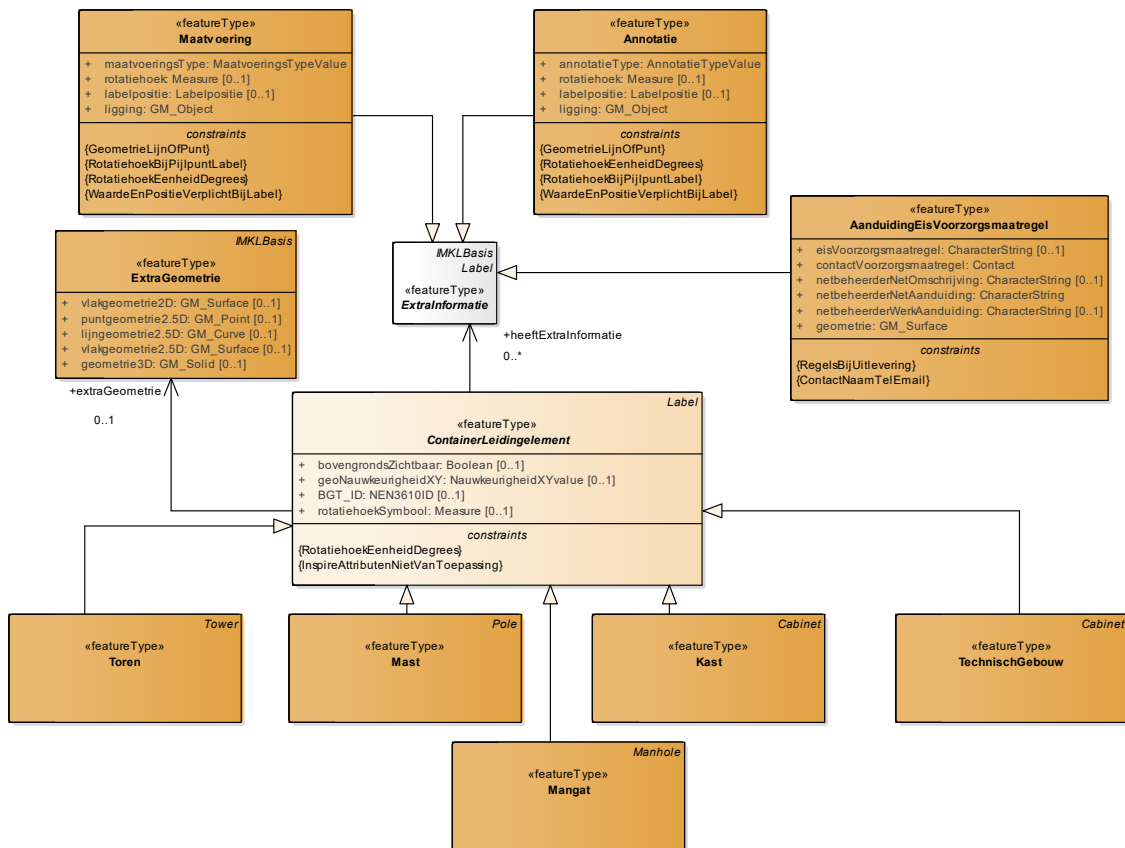 «featureType»
Maatvoering
+ maatvoeringsType: MaatvoeringsTypeValue
+ rotatiehoek: Measure [0..1]
+ labelpositie: Labelpositie [0..1]
+ ligging: GM_Object
constraints
{GeometrieLijnOfPunt}
{RotatiehoekBijPijlpuntLabel}
{RotatiehoekEenheidDegrees}
{WaardeEnPositieVerplichtBijLabel}
«featureType»
Annotatie
+ annotatieType: AnnotatieTypeValue
+ rotatiehoek: Measure [0..1]
+ labelpositie: Labelpositie [0..1]
+ ligging: GM_Object
constraints
{GeometrieLijnOfPunt}
{RotatiehoekEenheidDegrees}
{RotatiehoekBijPijlpuntLabel}
{WaardeEnPositieVerplichtBijLabel}
«featureType»
AanduidingEisVoorzorgsmaatregel
+ eisVoorzorgsmaatregel: CharacterString [0..1]
+ contactVoorzorgsmaatregel: Contact
+ netbeheerderNetOmschrijving: CharacterString [0..1]
+ netbeheerderNetAanduiding: CharacterString
+ netbeheerderWerkAanduiding: CharacterString [0..1]
+ geometrie: GM_Surface
constraints
{RegelsBijUitlevering}
{ContactNaamTelEmail}
IMKLBasis
«featureType»
ExtraGeometrie
+ vlakgeometrie2D: GM_Surface [0..1]
+ puntgeometrie2.5D: GM_Point [0..1]
+ lijngeometrie2.5D: GM_Curve [0..1]
+ vlakgeometrie2.5D: GM_Surface [0..1]
+ geometrie3D: GM_Solid [0..1]
IMKLBasis
Label
«featureType»
ExtraInformatie
+heeftExtraInformatie
0..*
+extraGeometrie
0..1
Label
«featureType»
ContainerLeidingelement
+ bovengrondsZichtbaar: Boolean [0..1]
+ geoNauwkeurigheidXY: NauwkeurigheidXYvalue [0..1]
+ BGT_ID: NEN3610ID [0..1]
+ rotatiehoekSymbool: Measure [0..1]
constraints
{RotatiehoekEenheidDegrees}
{InspireAttributenNietVanToepassing}
Tower
«featureType»
Toren
Pole
«featureType»
Mast
Cabinet
«featureType»
Kast
Cabinet
«featureType»
TechnischGebouw
Manhole
«featureType»
Mangat